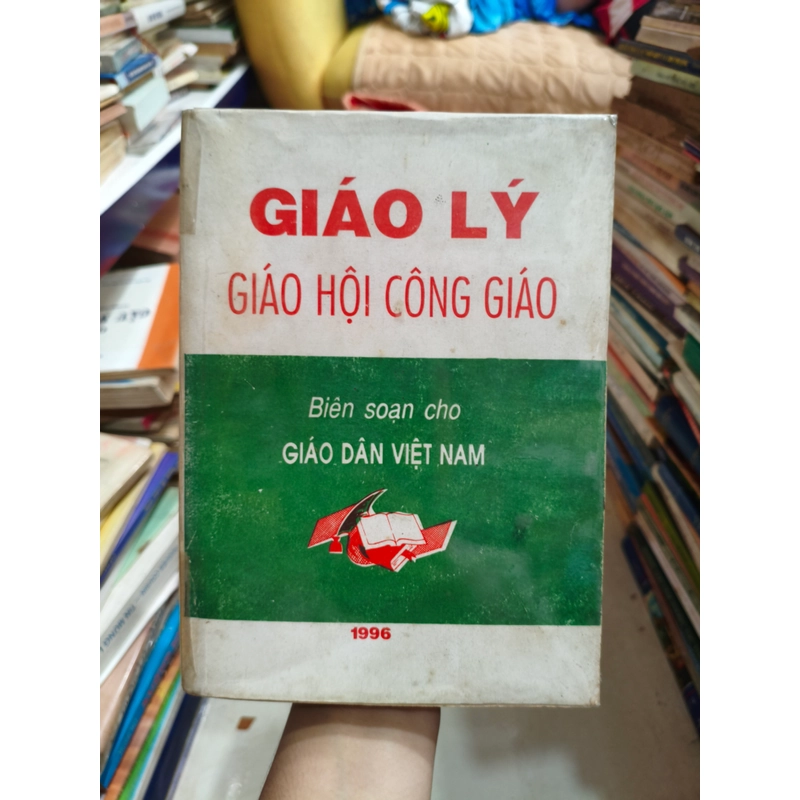 GIÁO LÝ
GIÁO HỘI CÔNG GIÁO
Biên soạn cho
GIÁO DÂN VIỆT NAM
1996